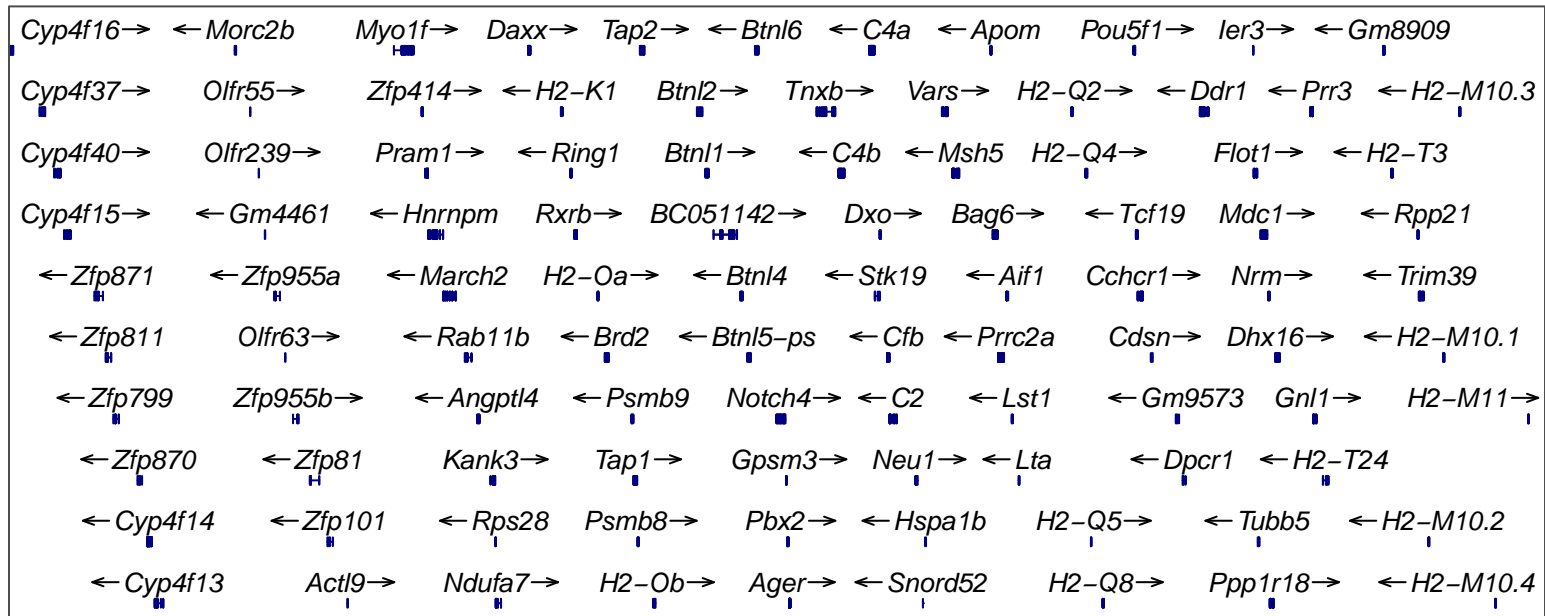 Cyp4f16→ ←Morc2b Myo1f→ Daxx→ Tap2→ ←Btnl6 ←C4a ←Apom Pou5f1→ Ier3→ ←Gm8909
Cyp4f37→ Olfr55→ Zfp414→ ←H2−K1 Btnl2→ Tnxb→ Vars→ H2−Q2→ ←Ddr1 ←Prr3 ←H2−M10.3
Cyp4f40→ Olfr239→ Pram1→ ←Ring1 Btnl1→ ←C4b ←Msh5 H2−Q4→ Flot1→ ←H2−T3
Cyp4f15→ ←Gm4461 ←Hnrnpm Rxrb→ BC051142→ Dxo→ Bag6→ ←Tcf19 Mdc1→ ←Rpp21
←Zfp871 ←Zfp955a ←March2 H2−Oa→ ←Btnl4 ←Stk19 ←Aif1 Cchcr1→ Nrm→ ←Trim39
←Zfp811 Olfr63→ ←Rab11b ←Brd2 ←Btnl5−ps ←Cfb ←Prrc2a Cdsn→ Dhx16→ ←H2−M10.1
←Zfp799 Zfp955b→ ←Angptl4 ←Psmb9 Notch4→ ←C2 ←Lst1 ←Gm9573 Gnl1→ H2−M11→
←Zfp870 ←Zfp81 Kank3→ Tap1→ Gpsm3→ Neu1→ ←Lta ←Dpcr1 ←H2−T24
←Cyp4f14 ←Zfp101 ←Rps28 Psmb8→ Pbx2→ ←Hspa1b H2−Q5→ ←Tubb5 ←H2−M10.2
←Cyp4f13 Actl9→ Ndufa7→ ←H2−Ob Ager→ ←Snord52 H2−Q8→ Ppp1r18→ ←H2−M10.4